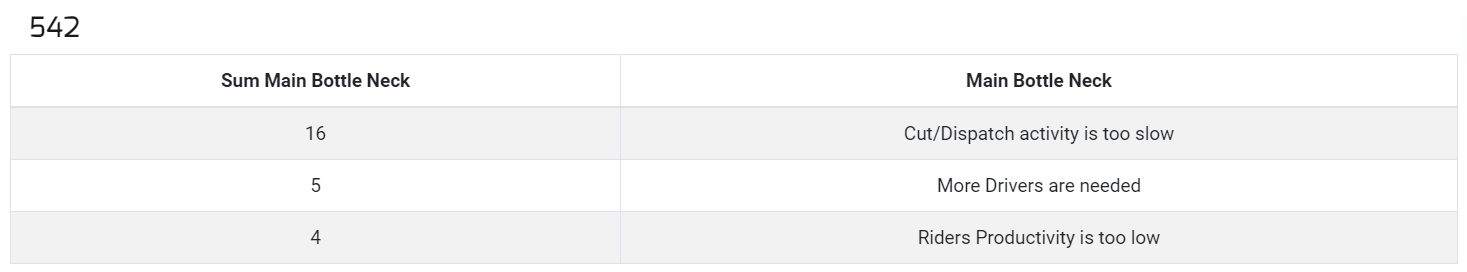 542
Sum Main Bottle Neck Main Bottle Neck
16 Cut/Dispatch activity is too slow
5 More Drivers are needed
4 Riders Productivity is too low